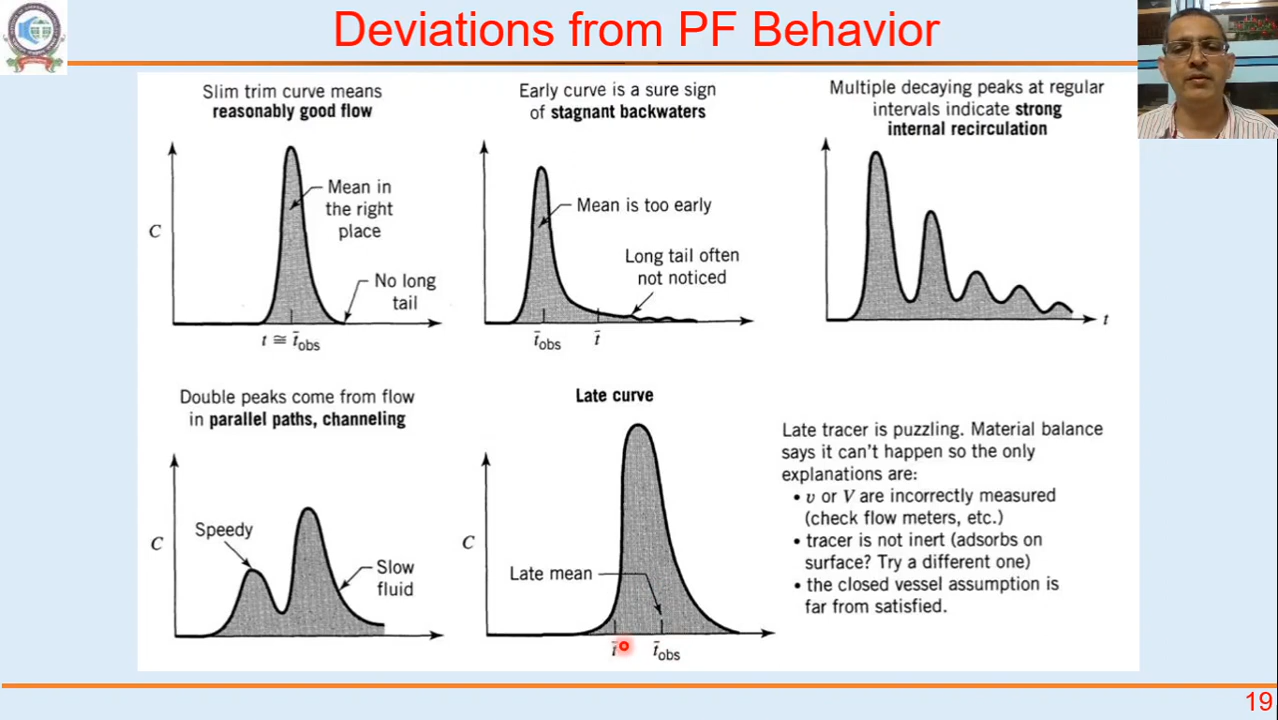 Deviations from PF Behavior
Slim trim curve means
reasonably good flow
C
Mean in
the right
place
No long
tail
t ≅ t̄obs
Early curve is a sure sign
of stagnant backwaters
Mean is too early
Long tail often
not noticed
t̄obs
t̄
Multiple decaying peaks at regular
intervals indicate strong
internal recirculation
t
Double peaks come from flow
in parallel paths, channeling
C
Speedy
Slow
fluid
Late curve
C
Late mean
t̄
t̄obs
Late tracer is puzzling. Material balance
says it can't happen so the only
explanations are:
• v or V are incorrectly measured
(check flow meters, etc.)
• tracer is not inert (adsorbs on
surface? Try a different one)
• the closed vessel assumption is
far from satisfied.
19